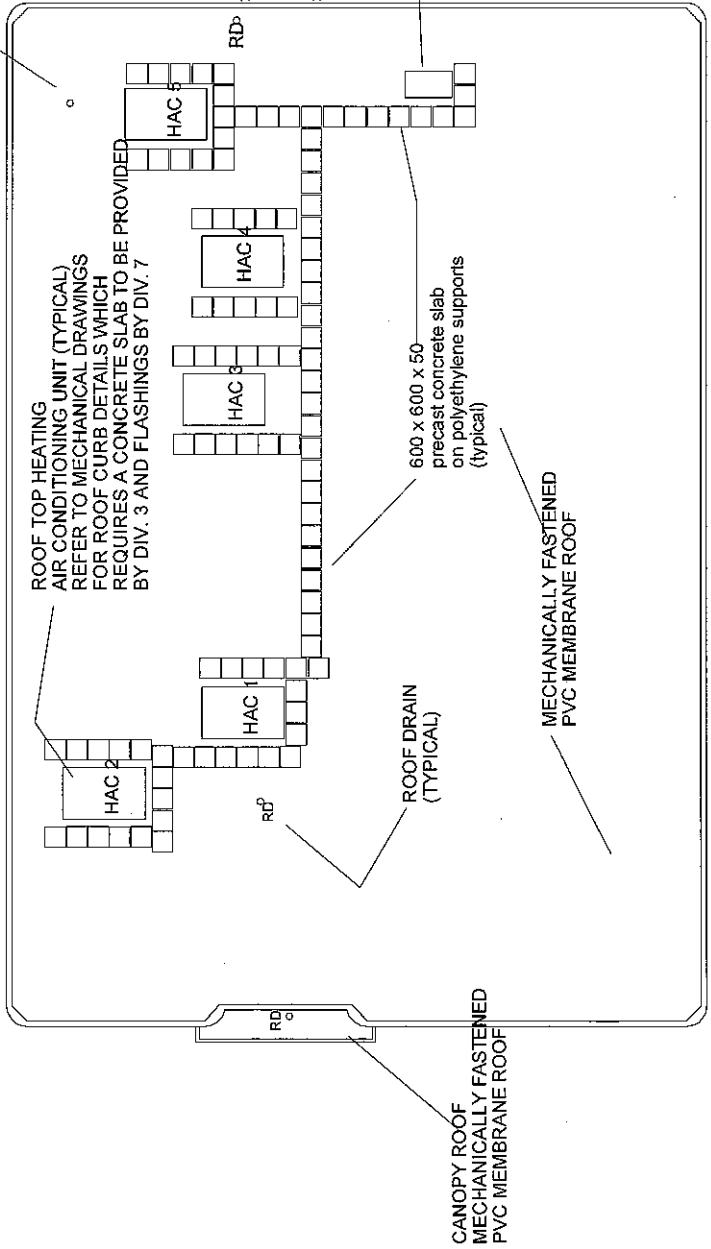 RD
HAC 5
ROOF TOP HEATING
AIR CONDITIONING UNIT (TYPICAL)
REFER TO MECHANICAL DRAWINGS
FOR ROOF CURB DETAILS WHICH
REQUIRES A CONCRETE SLAB TO BE PROVIDED
BY DIV. 3 AND FLASHINGS BY DIV. 7
HAC 4
HAC 3
HAC 1
HAC 2
600 x 600 x 50
precast concrete slab
on polyethylene supports
(typical)
RD
ROOF DRAIN
(TYPICAL)
MECHANICALLY FASTENED
PVC MEMBRANE ROOF
RD
CANOPY ROOF
MECHANICALLY FASTENED
PVC MEMBRANE ROOF